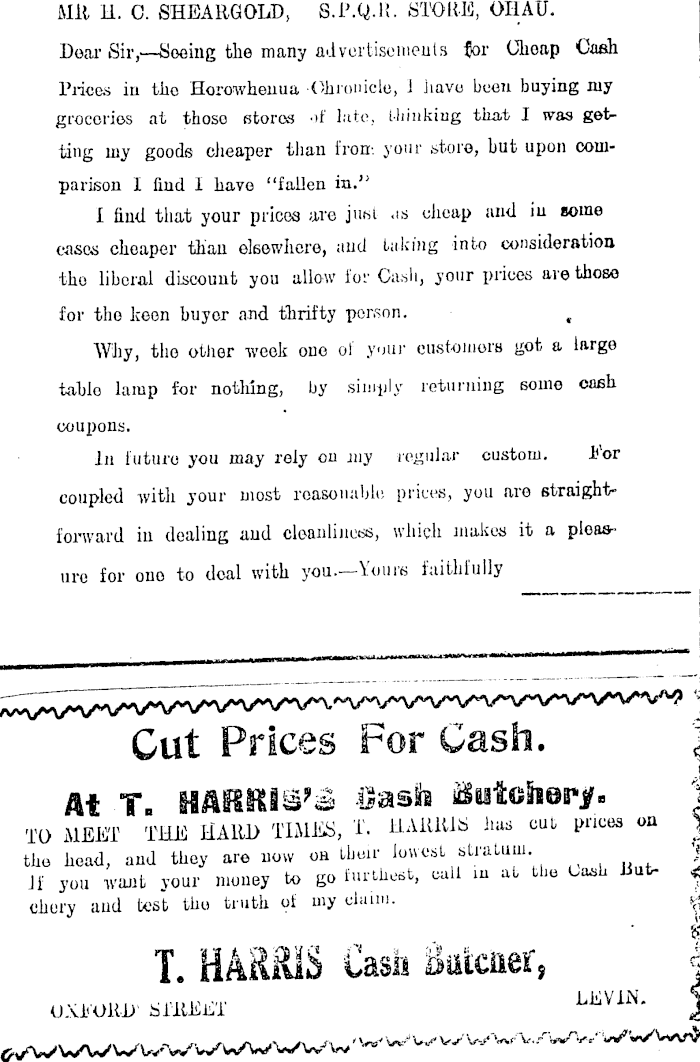 MR H. C. SHEARGOLD, S.P.Q.R. STORE, OHAU.
Dear Sir,—Seeing the many advertisements for Cheap Cash
Prices in the Horowhenua Chronicle, I have been buying my
groceries at those stores of late, thinking that I was get-
ting my goods cheaper than from your store, but upon com-
parison I find I have "fallen in."
I find that your prices are just as cheap and in some
cases cheaper than elsewhere, and taking into consideration
the liberal discount you allow for Cash, your prices are those
for the keen buyer and thrifty person.
Why, the other week one of your customers got a large
table lamp for nothing, by simply returning some cash
coupons.
In future you may rely on my regular custom. For
coupled with your most reasonable prices, you are straight-
forward in dealing and cleanliness, which makes it a pleas-
ure for one to deal with you.—Yours faithfully
Cut Prices For Cash.
At T. HARRIS'S Cash Butchery.
TO MEET THE HARD TIMES, T. HARRIS has cut prices on
the head, and they are now on their lowest stratum.
If you want your money to go furthest, call in at the Cash But-
chery and test the truth of my claim.
T. HARRIS Cash Butcher,
OXFORD STREET LEVIN.